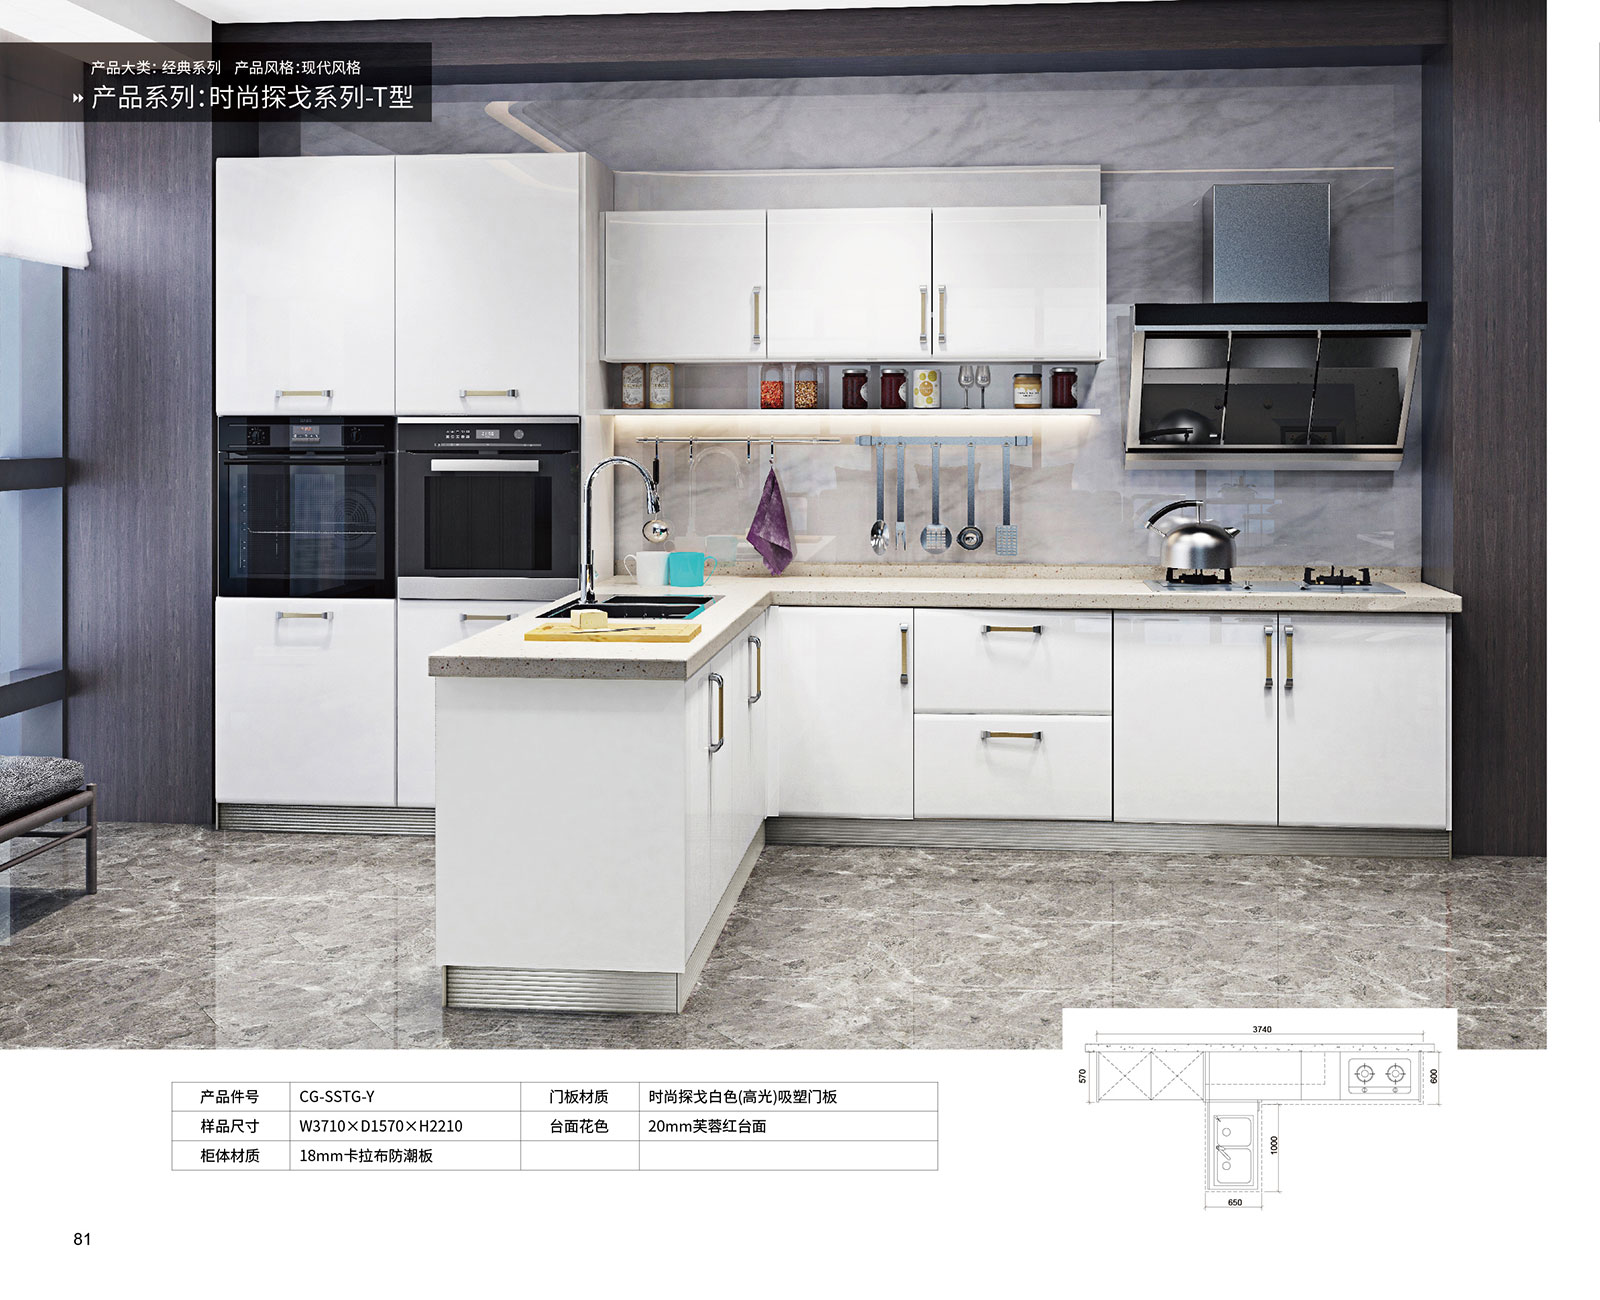 产品大类: 经典系列 产品风格:现代风格
产品系列:时尚探戈系列-T型
3740
570
600
1000
650
产品件号 CG-SSTG-Y 门板材质 时尚探戈白色(高光)吸塑门板
样品尺寸 W3710×D1570×H2210 台面花色 20mm芙蓉红台面
柜体材质 18mm卡拉布防潮板
81